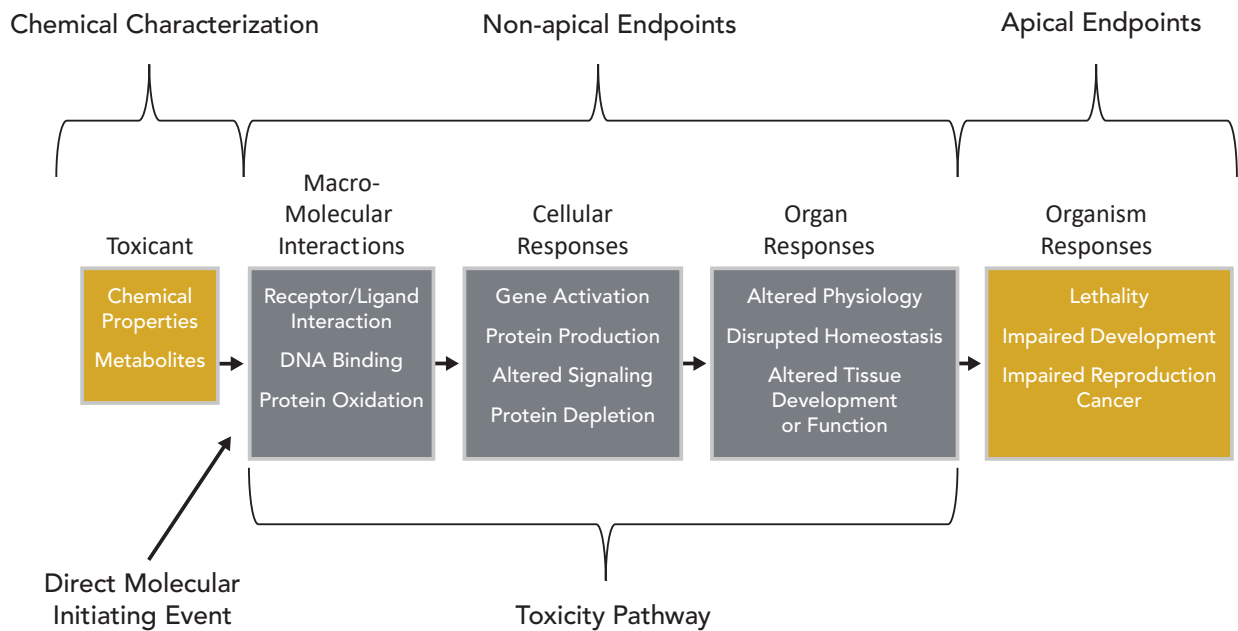 Chemical Characterization
Non-apical Endpoints
Apical Endpoints
Toxicant
Macro-
Molecular
Interactions
Cellular
Responses
Organ
Responses
Organism
Responses
Chemical
Properties
Metabolites
Receptor/Ligand
Interaction
DNA Binding
Protein Oxidation
Gene Activation
Protein Production
Altered Signaling
Protein Depletion
Altered Physiology
Disrupted Homeostasis
Altered Tissue
Development
or Function
Lethality
Impaired Development
Impaired Reproduction
Cancer
Direct Molecular
Initiating Event
Toxicity Pathway